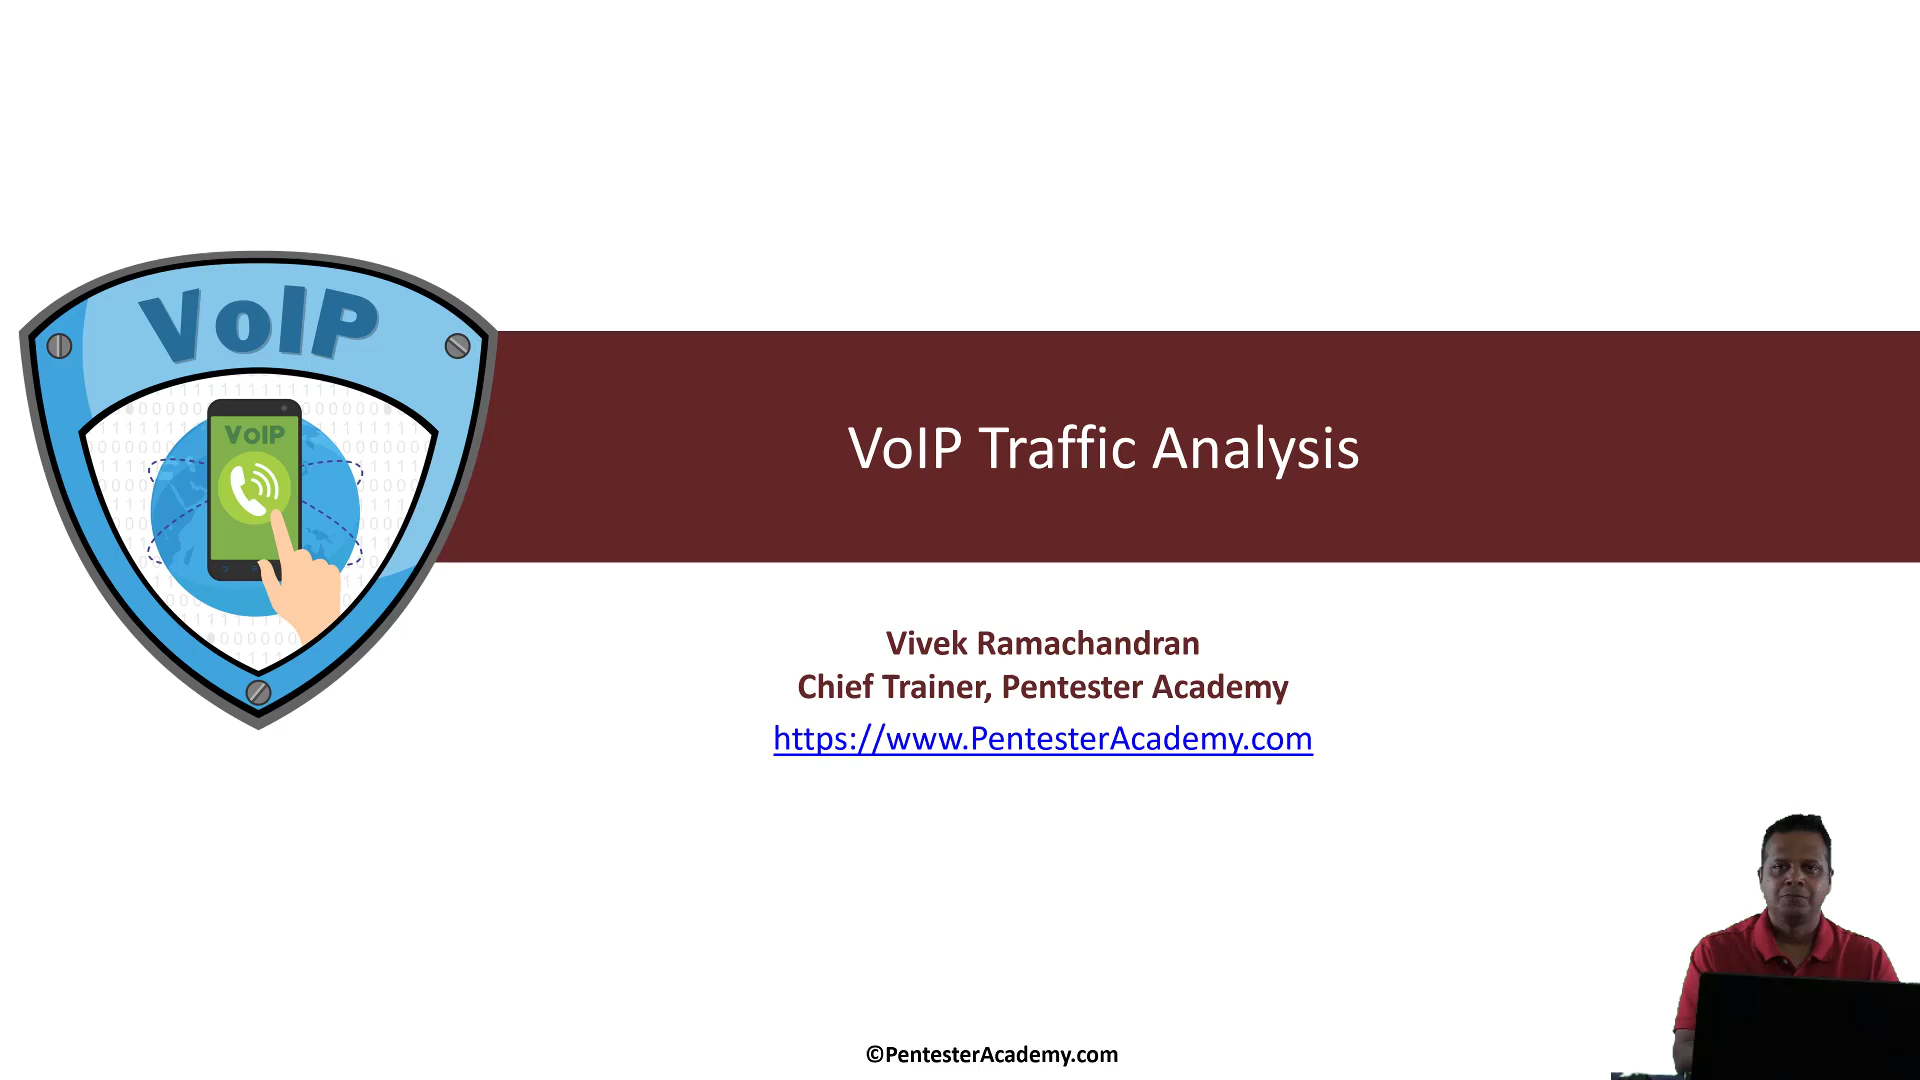 VoIP
VoIP
VoIP Traffic Analysis
Vivek Ramachandran
Chief Trainer, Pentester Academy
https://www.PentesterAcademy.com
©PentesterAcademy.com